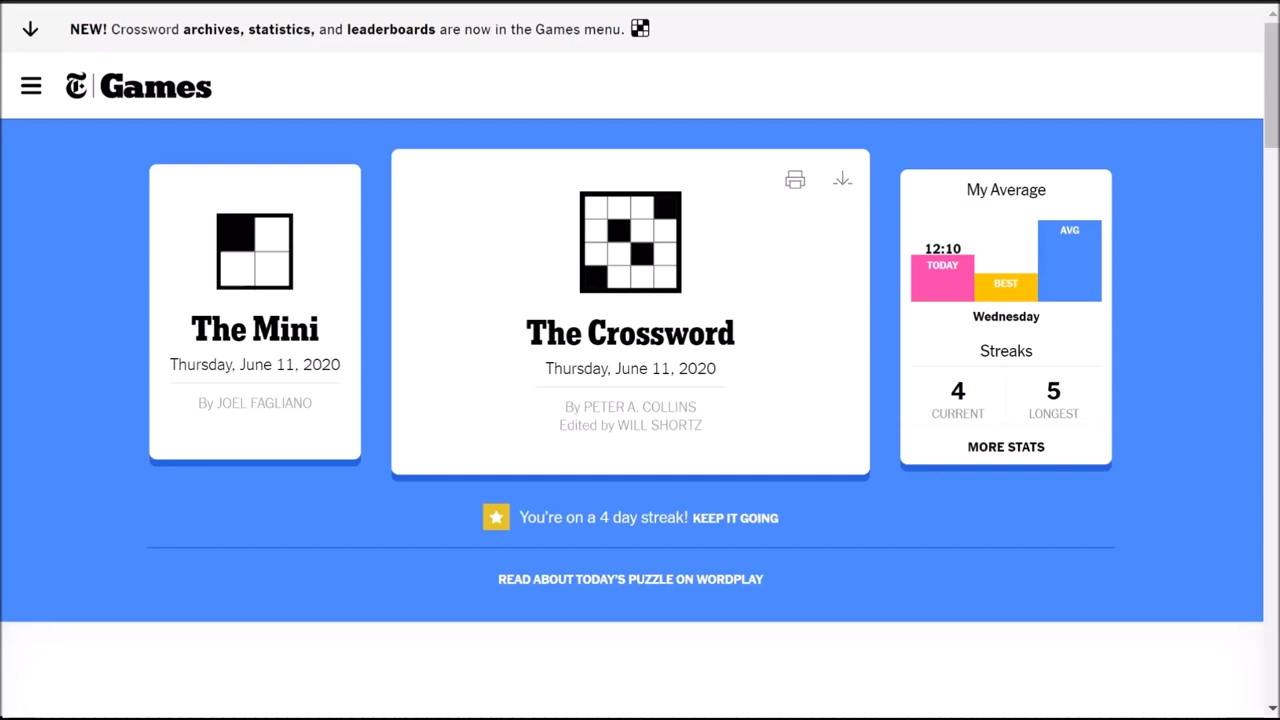 NEW! Crossword archives, statistics, and leaderboards are now in the Games menu.
T Games
The Mini
Thursday, June 11, 2020
By JOEL FAGLIANO
The Crossword
Thursday, June 11, 2020
By PETER A. COLLINS
Edited by WILL SHORTZ
My Average
12:10
TODAY
BEST
AVG
Wednesday
Streaks
4 5
CURRENT LONGEST
MORE STATS
You're on a 4 day streak! KEEP IT GOING
READ ABOUT TODAY'S PUZZLE ON WORDPLAY